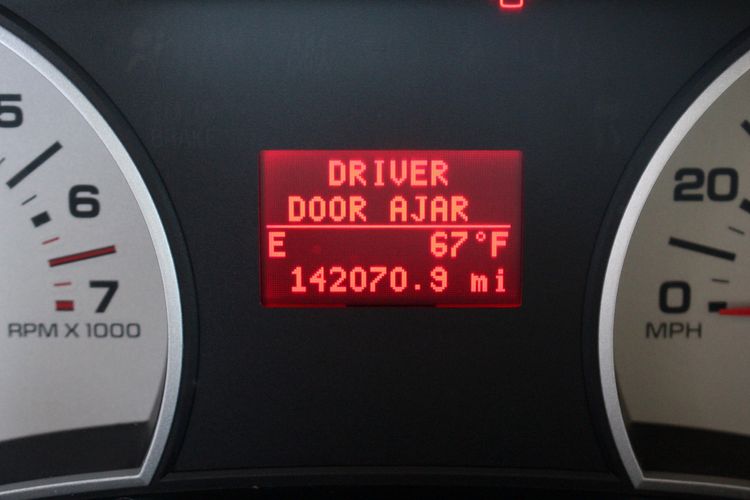 DRIVER
DOOR AJAR
E 67°F
142070.9 mi
5
6
7
RPM X 1000
20
0
MPH